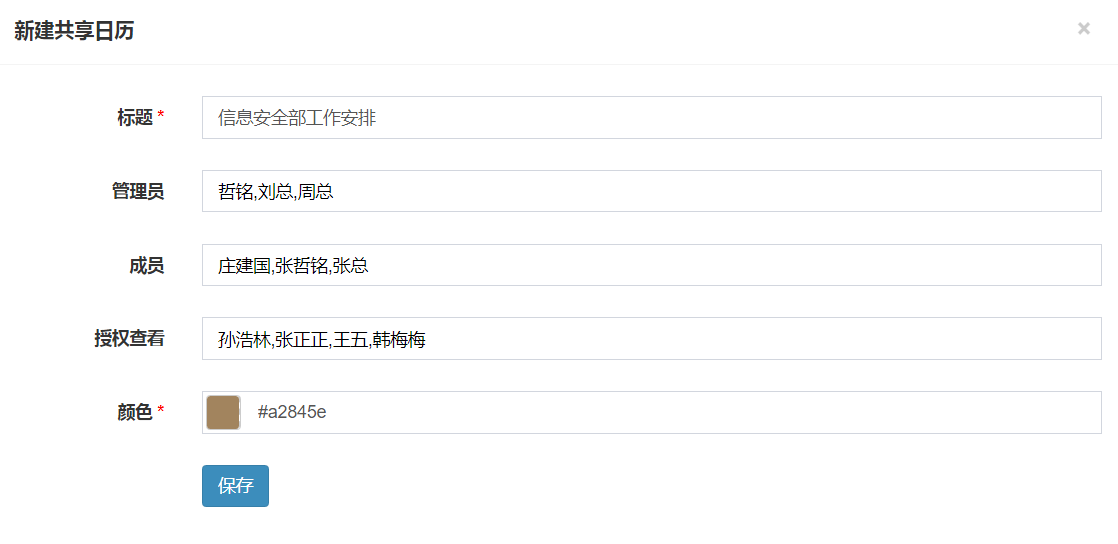 新建共享日历 ×
标题 * 信息安全部工作安排
管理员 哲铭,刘总,周总
成员 庄建国,张哲铭,张总
授权查看 孙浩林,张正正,王五,韩梅梅
颜色 * #a2845e
保存